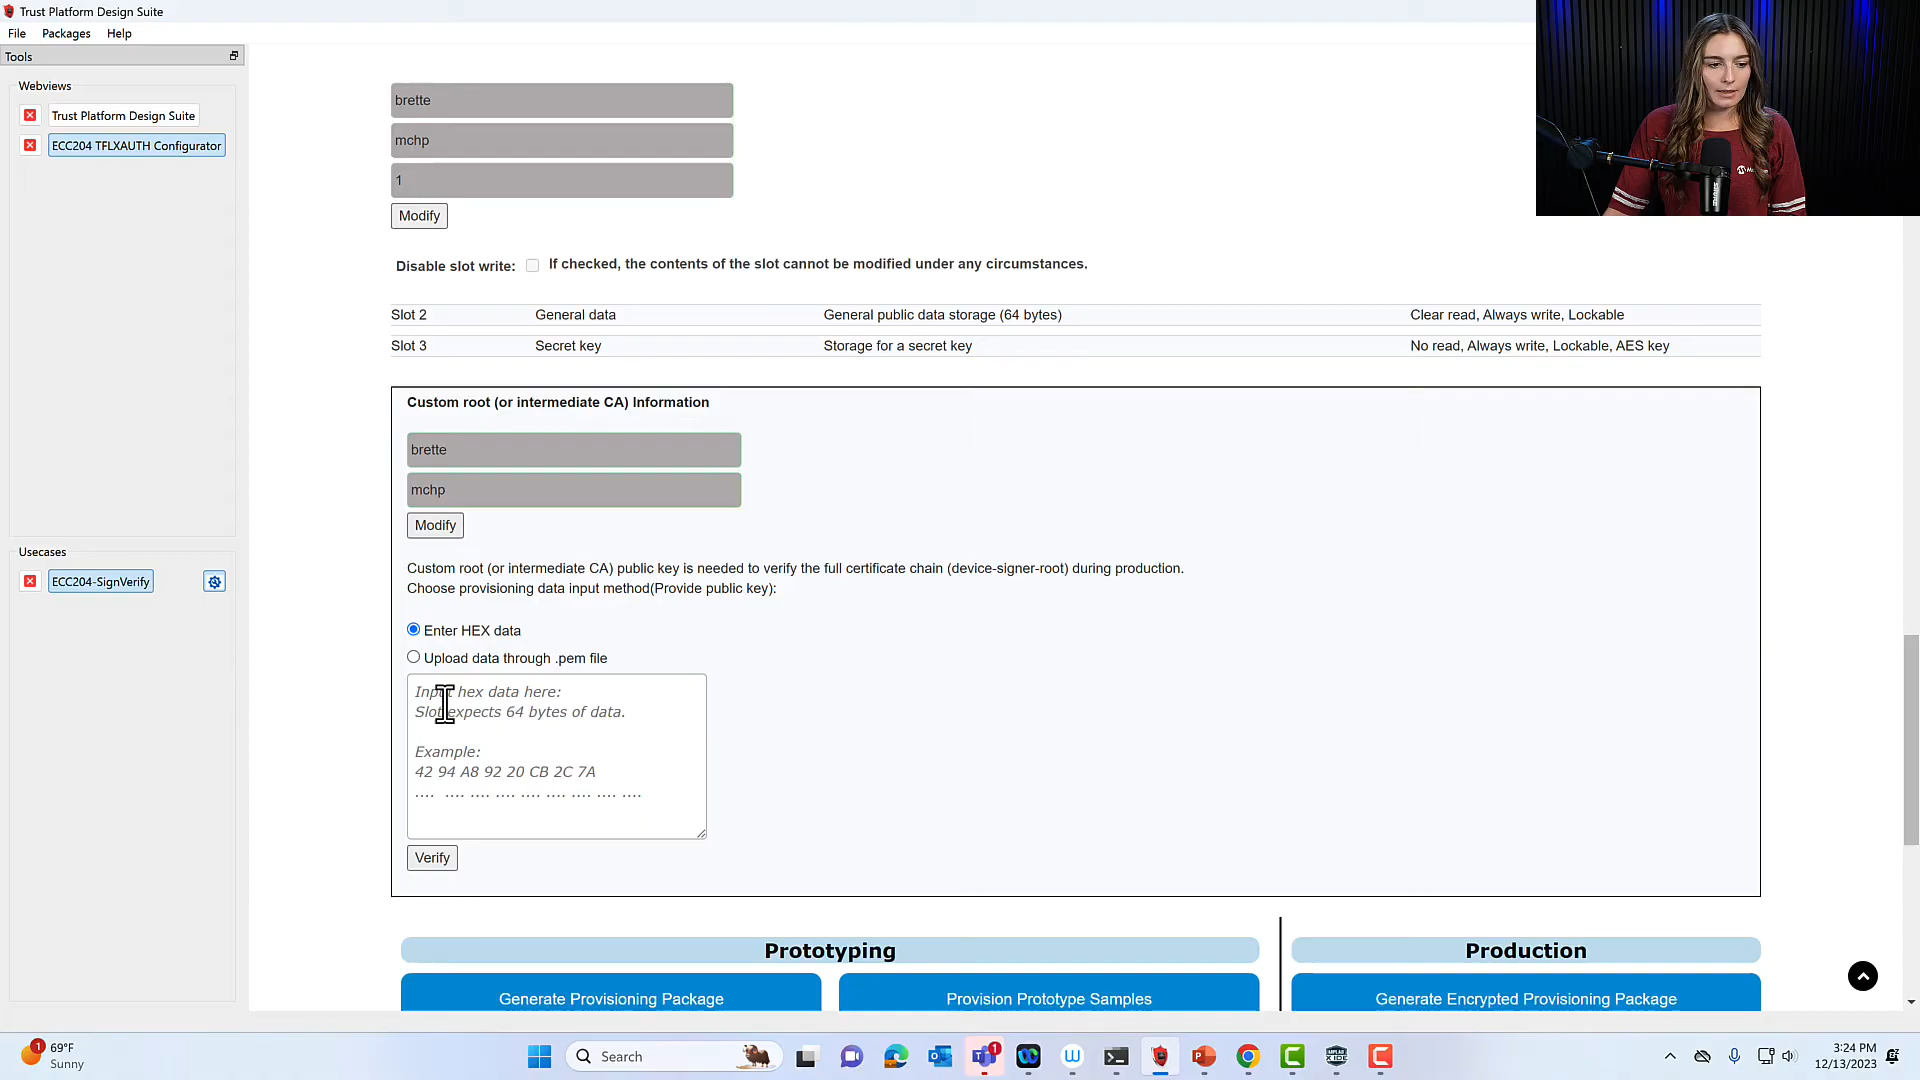 Trust Platform Design Suite
File Packages Help
Tools
Webviews
Trust Platform Design Suite
ECC204 TFLXAUTH Configurator
Usecases
ECC204-SignVerify
brette
mchp
1
Modify
Disable slot write: If checked, the contents of the slot cannot be modified under any circumstances.
Slot 2 General data General public data storage (64 bytes) Clear read, Always write, Lockable
Slot 3 Secret key Storage for a secret key No read, Always write, Lockable, AES key
Custom root (or intermediate CA) Information
brette
mchp
Modify
Custom root (or intermediate CA) public key is needed to verify the full certificate chain (device-signer-root) during production.
Choose provisioning data input method(Provide public key):
Enter HEX data
Upload data through .pem file
Input hex data here:
Slot expects 64 bytes of data.
Example:
42 94 A8 92 20 CB 2C 7A
.... .... .... .... .... .... .... .... ....
Verify
Prototyping
Production
Generate Provisioning Package
Provision Prototype Samples
Generate Encrypted Provisioning Package
1
69°F
Sunny
Search
1
3:24 PM
12/13/2023